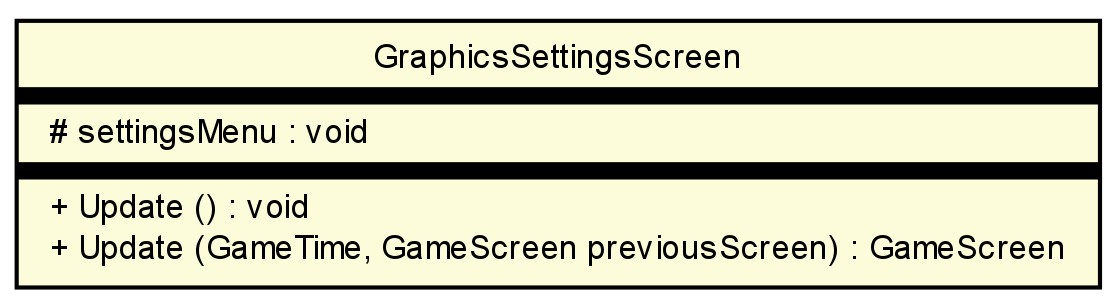 GraphicsSettingsScreen
# settingsMenu : void
+ Update () : void
+ Update (GameTime, GameScreen previousScreen) : GameScreen